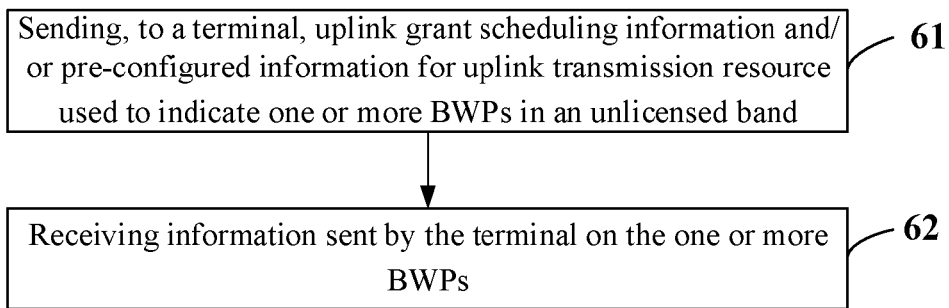 Sending, to a terminal, uplink grant scheduling information and/
or pre-configured information for uplink transmission resource
used to indicate one or more BWPs in an unlicensed band
61
Receiving information sent by the terminal on the one or more
BWPs
62